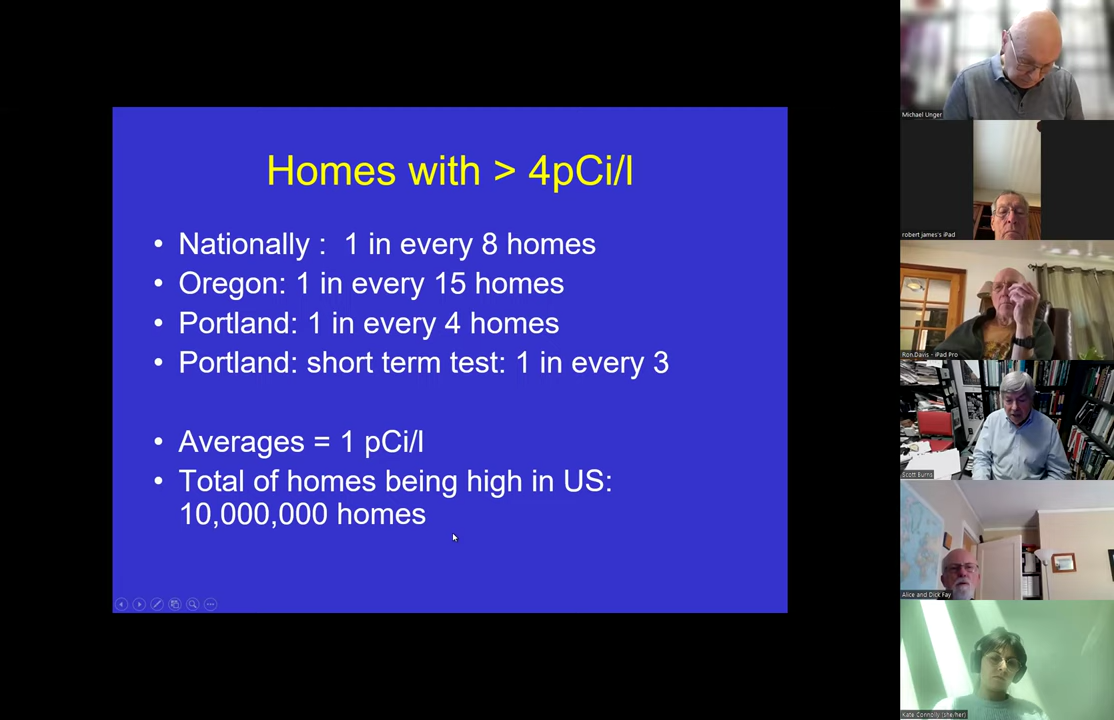 Homes with > 4pCi/l
• Nationally :  1 in every 8 homes
• Oregon: 1 in every 15 homes
• Portland: 1 in every 4 homes
• Portland: short term test: 1 in every 3
• Averages = 1 pCi/l
• Total of homes being high in US:
10,000,000 homes
Michael Unger
robert james's iPad
Ron.Davis - iPad Pro
Scott Burns
Alice and Dick Fay
Kate Connolly (she/her)